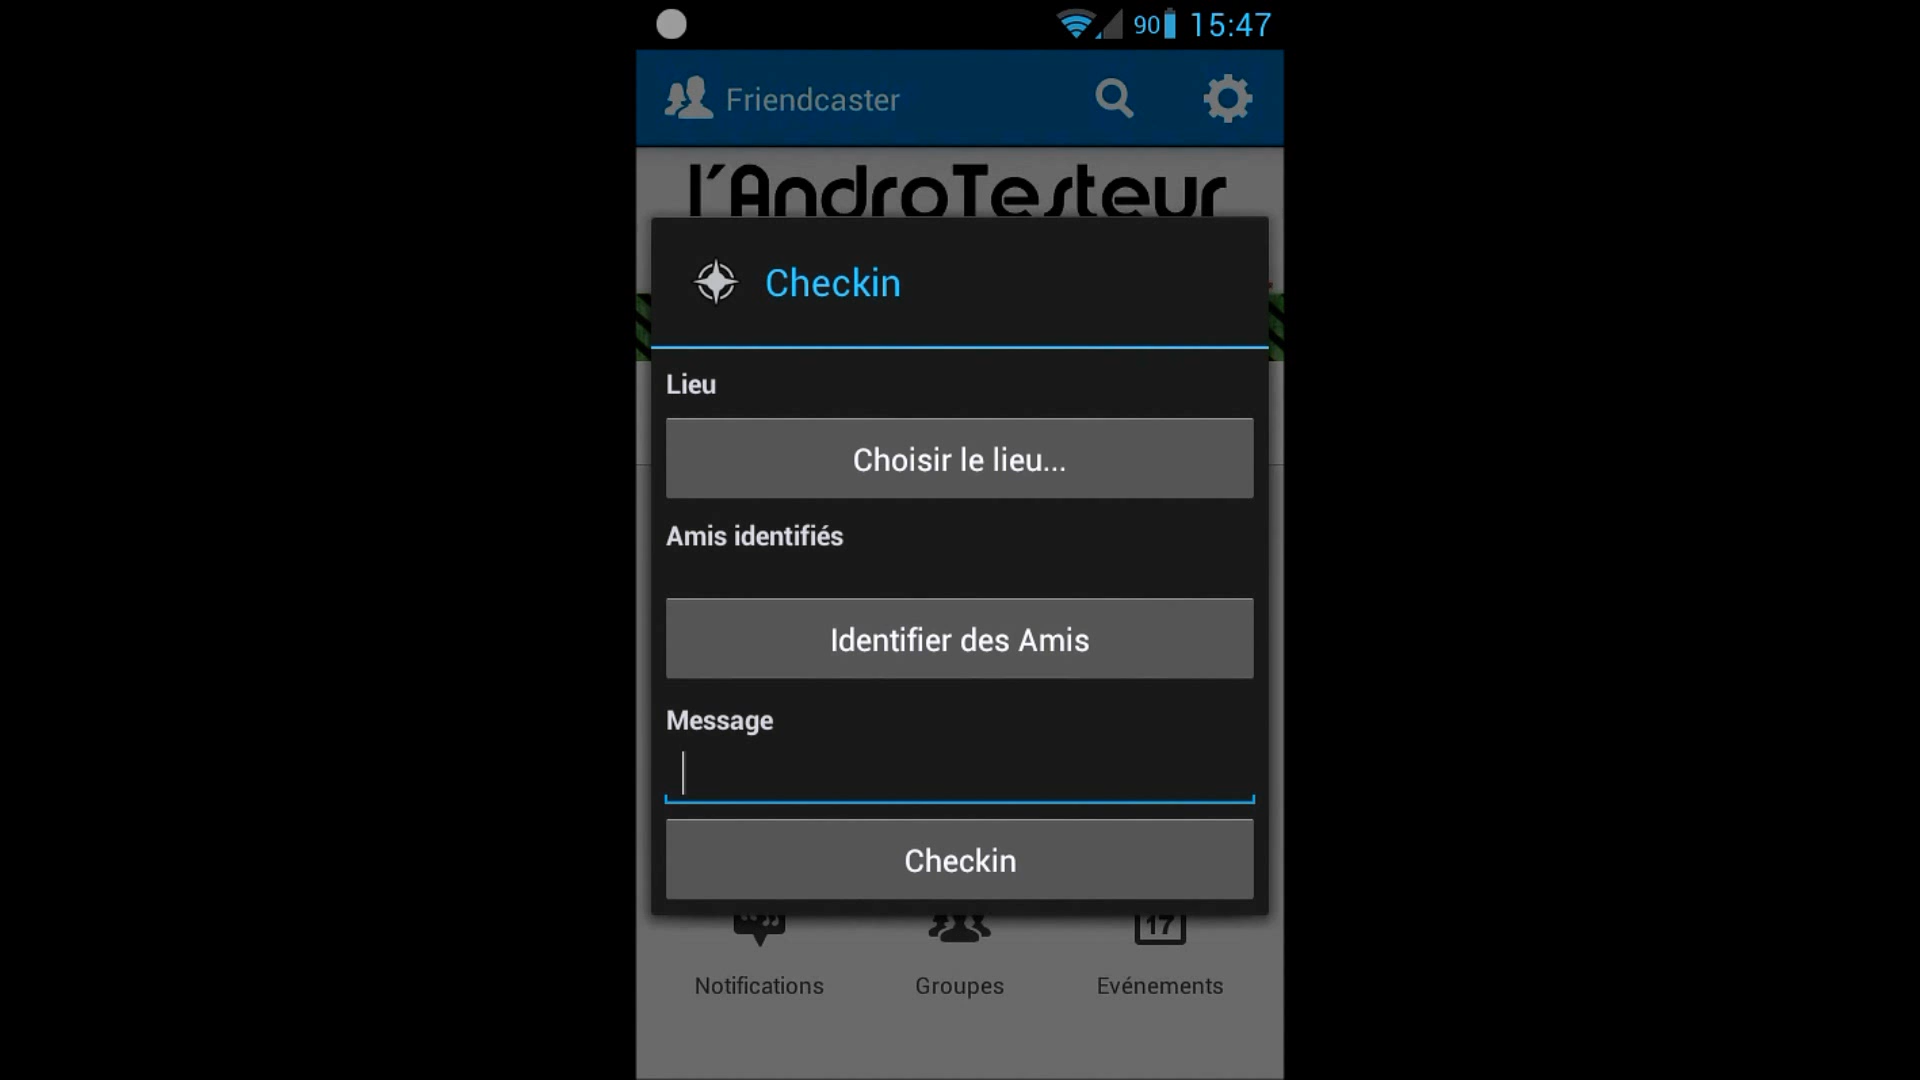 90 15:47
Friendcaster
l'AndroTesteur
Checkin
Lieu
Choisir le lieu...
Amis identifiés
Identifier des Amis
Message
Checkin
17
Notifications Groupes Evénements